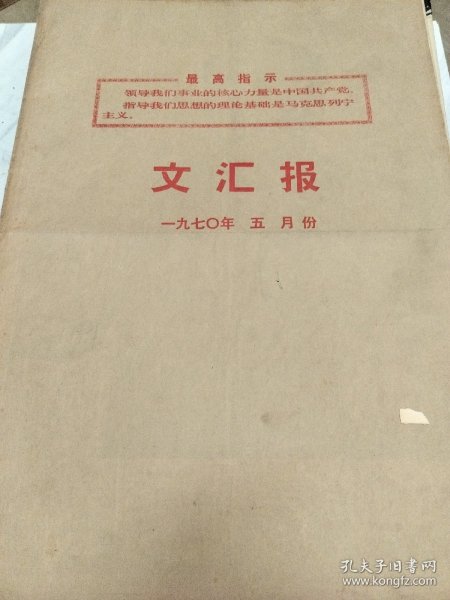 最高指示
领导我们事业的核心力量是中国共产党。
指导我们思想的理论基础是马克思列宁
主义。
文汇报
一九七〇年 五 月 份
孔夫子旧书网
www.kongfz.com